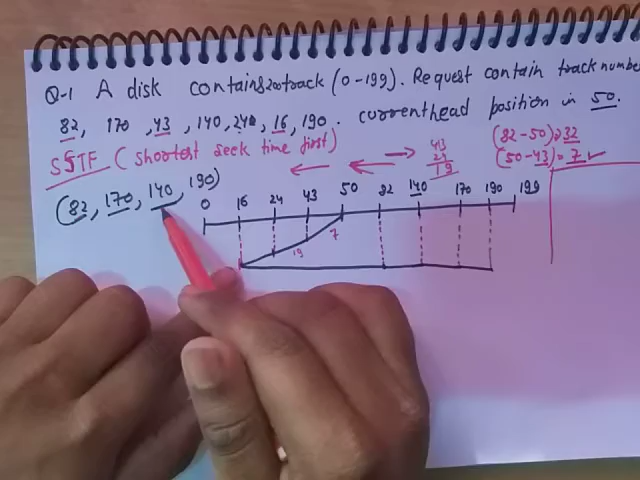 Q-1 A disk contains 200 track (0-199). Request contain track number
82, 170, 43, 140, 24, 16, 190. current head position in 50.
SSTF (shortest seek time first)
43
24
19
(82-50)=32
(50-43)=7 ✓
(82, 170, 140, 190)
0 16 24 43 50 82 140 170 190 199
19 7